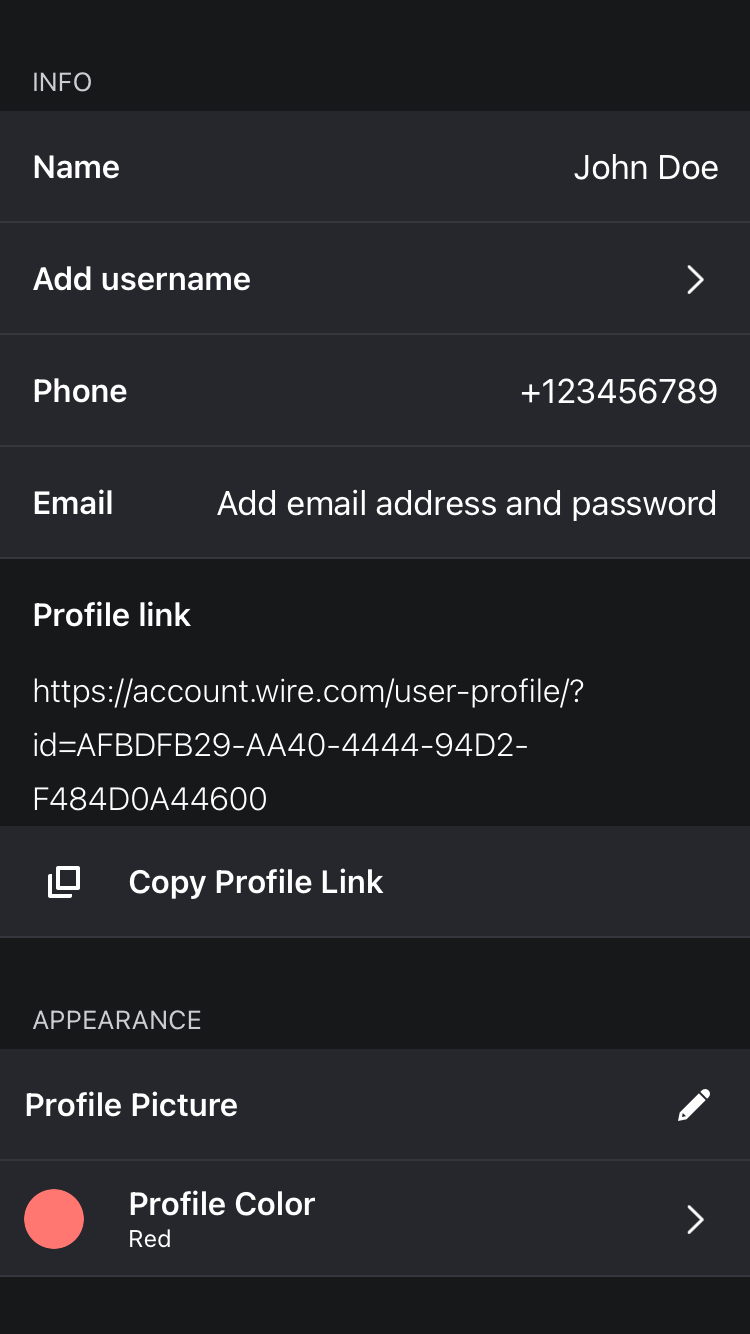 INFO
Name John Doe
Add username
Phone +123456789
Email Add email address and password
Profile link
https://account.wire.com/user-profile/?
id=AFBDFB29-AA40-4444-94D2-
F484D0A44600
Copy Profile Link
APPEARANCE
Profile Picture
Profile Color
Red